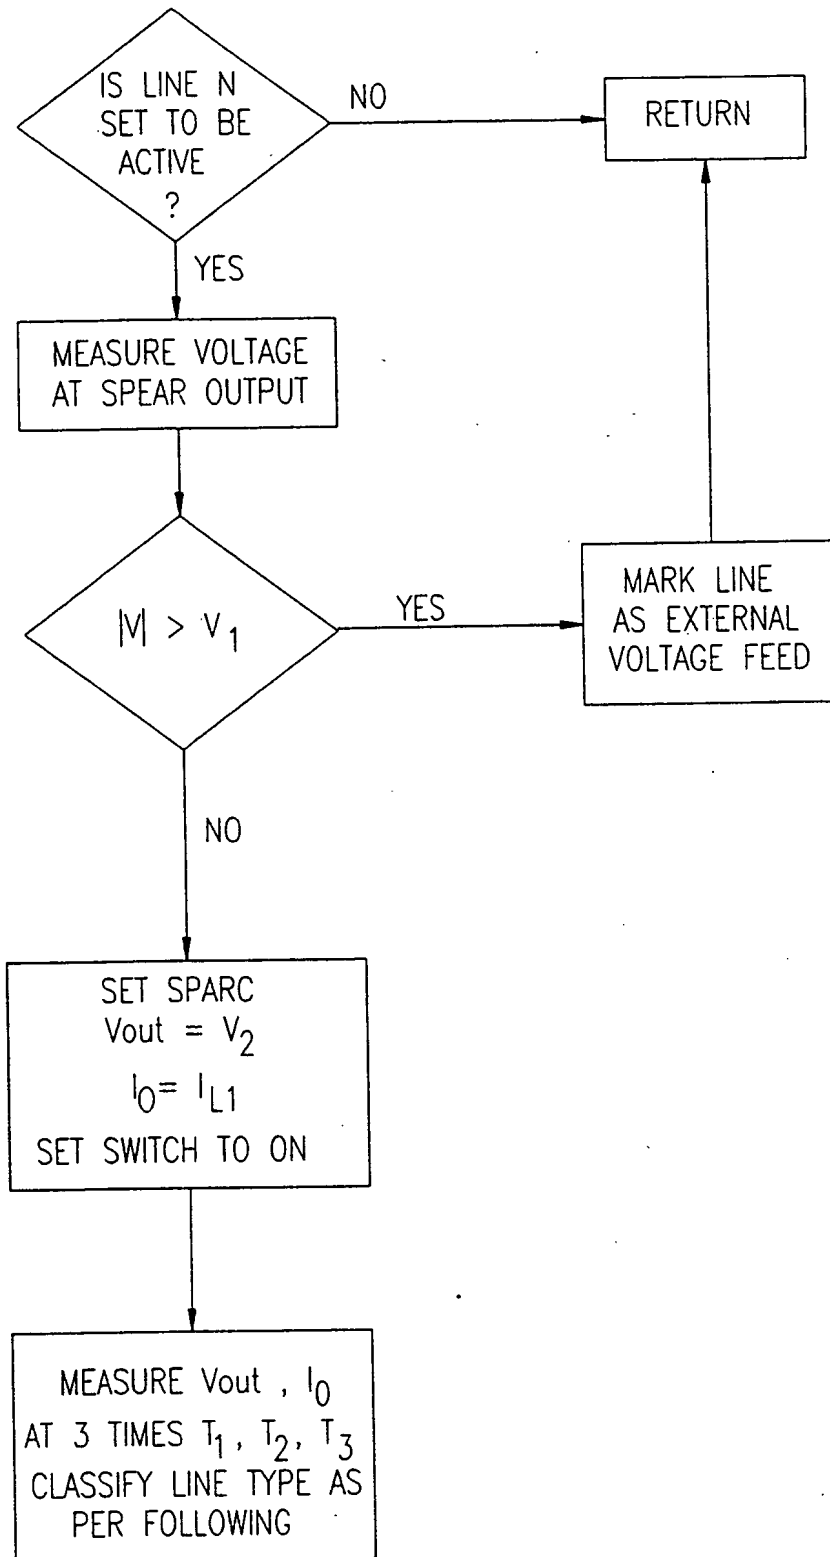 IS LINE N
SET TO BE
ACTIVE
?
NO
RETURN
YES
MEASURE VOLTAGE
AT SPEAR OUTPUT
|V| > V₁
YES
MARK LINE
AS EXTERNAL
VOLTAGE FEED
NO
SET SPARC
Vout = V₂
I₀= I_L1
SET SWITCH TO ON
MEASURE Vout , I₀
AT 3 TIMES T₁, T₂, T₃
CLASSIFY LINE TYPE AS
PER FOLLOWING